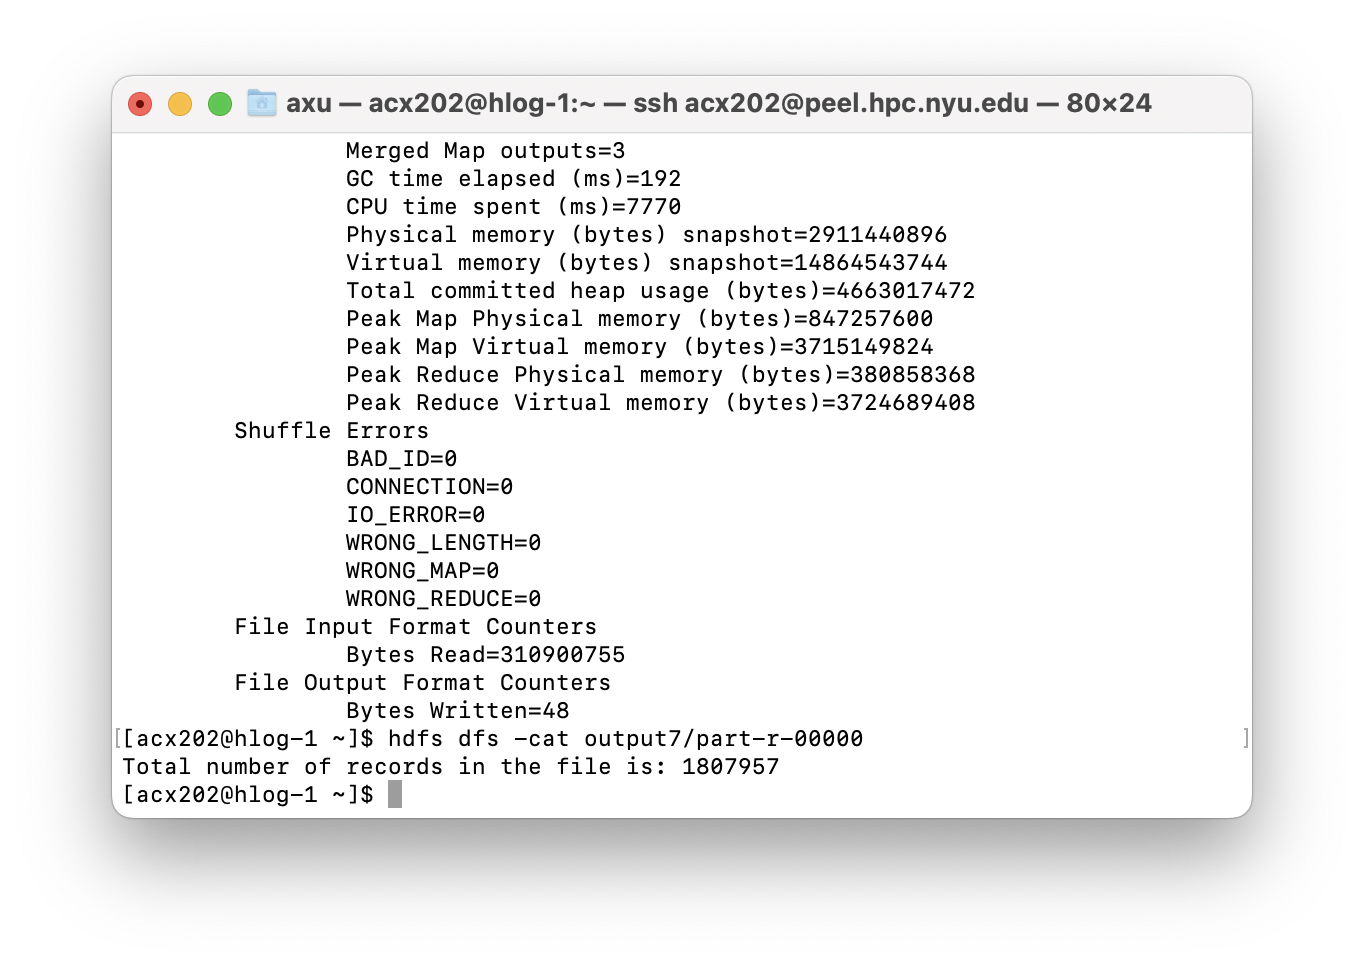 axu — acx202@hlog-1:~ — ssh acx202@peel.hpc.nyu.edu — 80×24
Merged Map outputs=3
GC time elapsed (ms)=192
CPU time spent (ms)=7770
Physical memory (bytes) snapshot=2911440896
Virtual memory (bytes) snapshot=14864543744
Total committed heap usage (bytes)=4663017472
Peak Map Physical memory (bytes)=847257600
Peak Map Virtual memory (bytes)=3715149824
Peak Reduce Physical memory (bytes)=380858368
Peak Reduce Virtual memory (bytes)=3724689408
Shuffle Errors
BAD_ID=0
CONNECTION=0
IO_ERROR=0
WRONG_LENGTH=0
WRONG_MAP=0
WRONG_REDUCE=0
File Input Format Counters
Bytes Read=310900755
File Output Format Counters
Bytes Written=48
[[acx202@hlog-1 ~]$ hdfs dfs -cat output7/part-r-00000 ]
Total number of records in the file is: 1807957
[acx202@hlog-1 ~]$